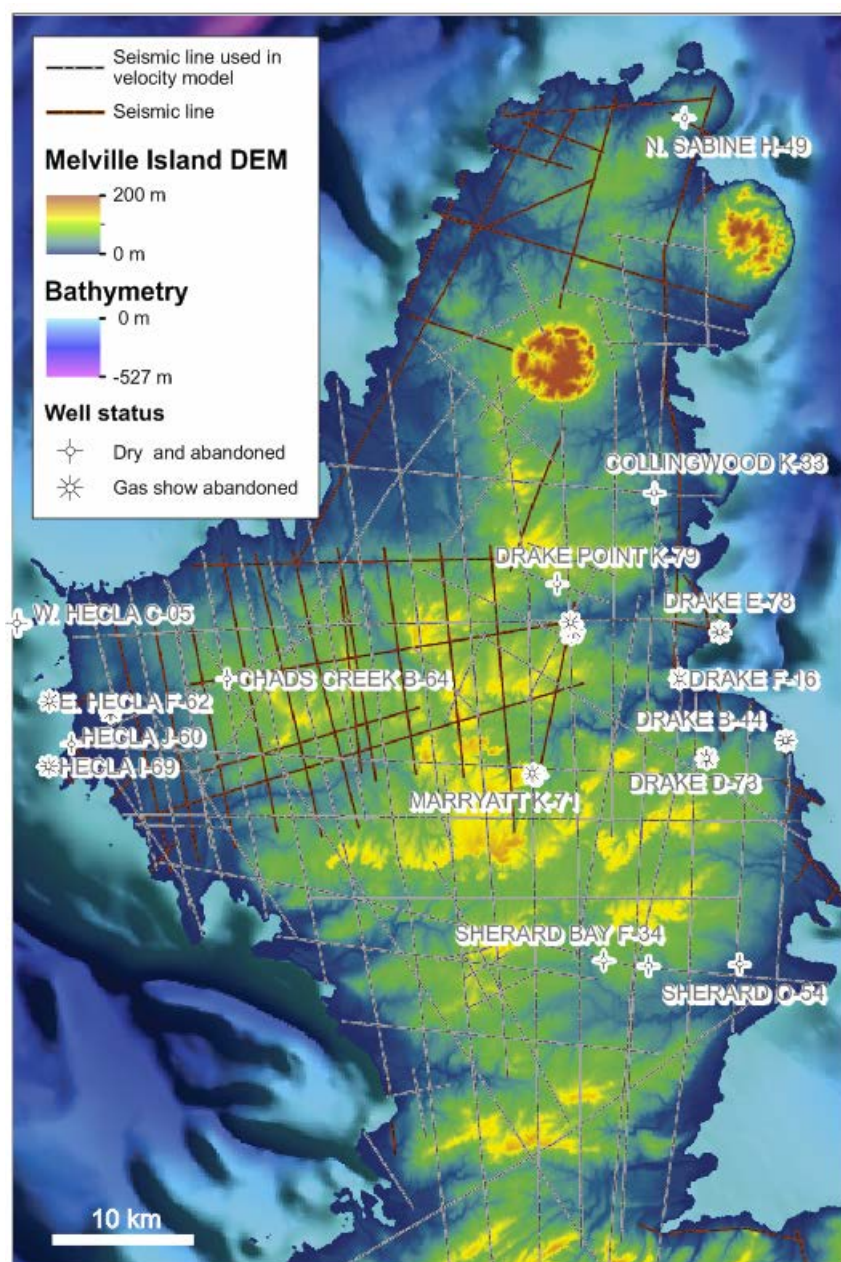 Seismic line used in
velocity model
Seismic line
Melville Island DEM
200 m
0 m
Bathymetry
0 m
-527 m
Well status
Dry and abandoned
Gas show abandoned
N. SABINE H-49
COLLINGWOOD K-33
DRAKE POINT K-79
DRAKE E-78
W. HECLA C-05
CHADS CREEK B-64
DRAKE F-16
E. HECLA F-62
DRAKE B-44
HECLA J-60
HECLA I-69
DRAKE D-73
MARRYATT K-71
SHERARD BAY F-34
SHERARD O-54
10 km